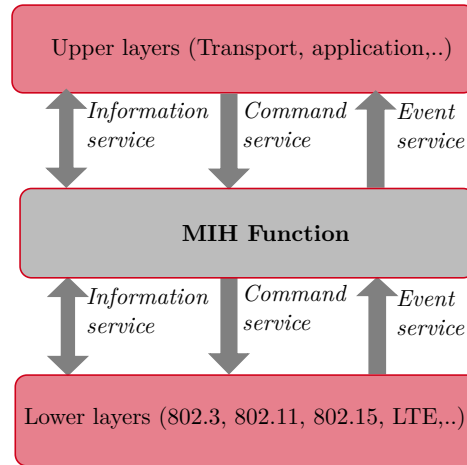 Upper layers (Transport, application,..)
Information
service
Command
service
Event
service
MIH Function
Information
service
Command
service
Event
service
Lower layers (802.3, 802.11, 802.15, LTE,..)